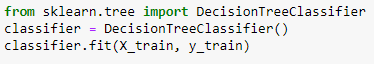 from sklearn.tree import DecisionTreeClassifier
classifier = DecisionTreeClassifier()
classifier.fit(X_train, y_train)